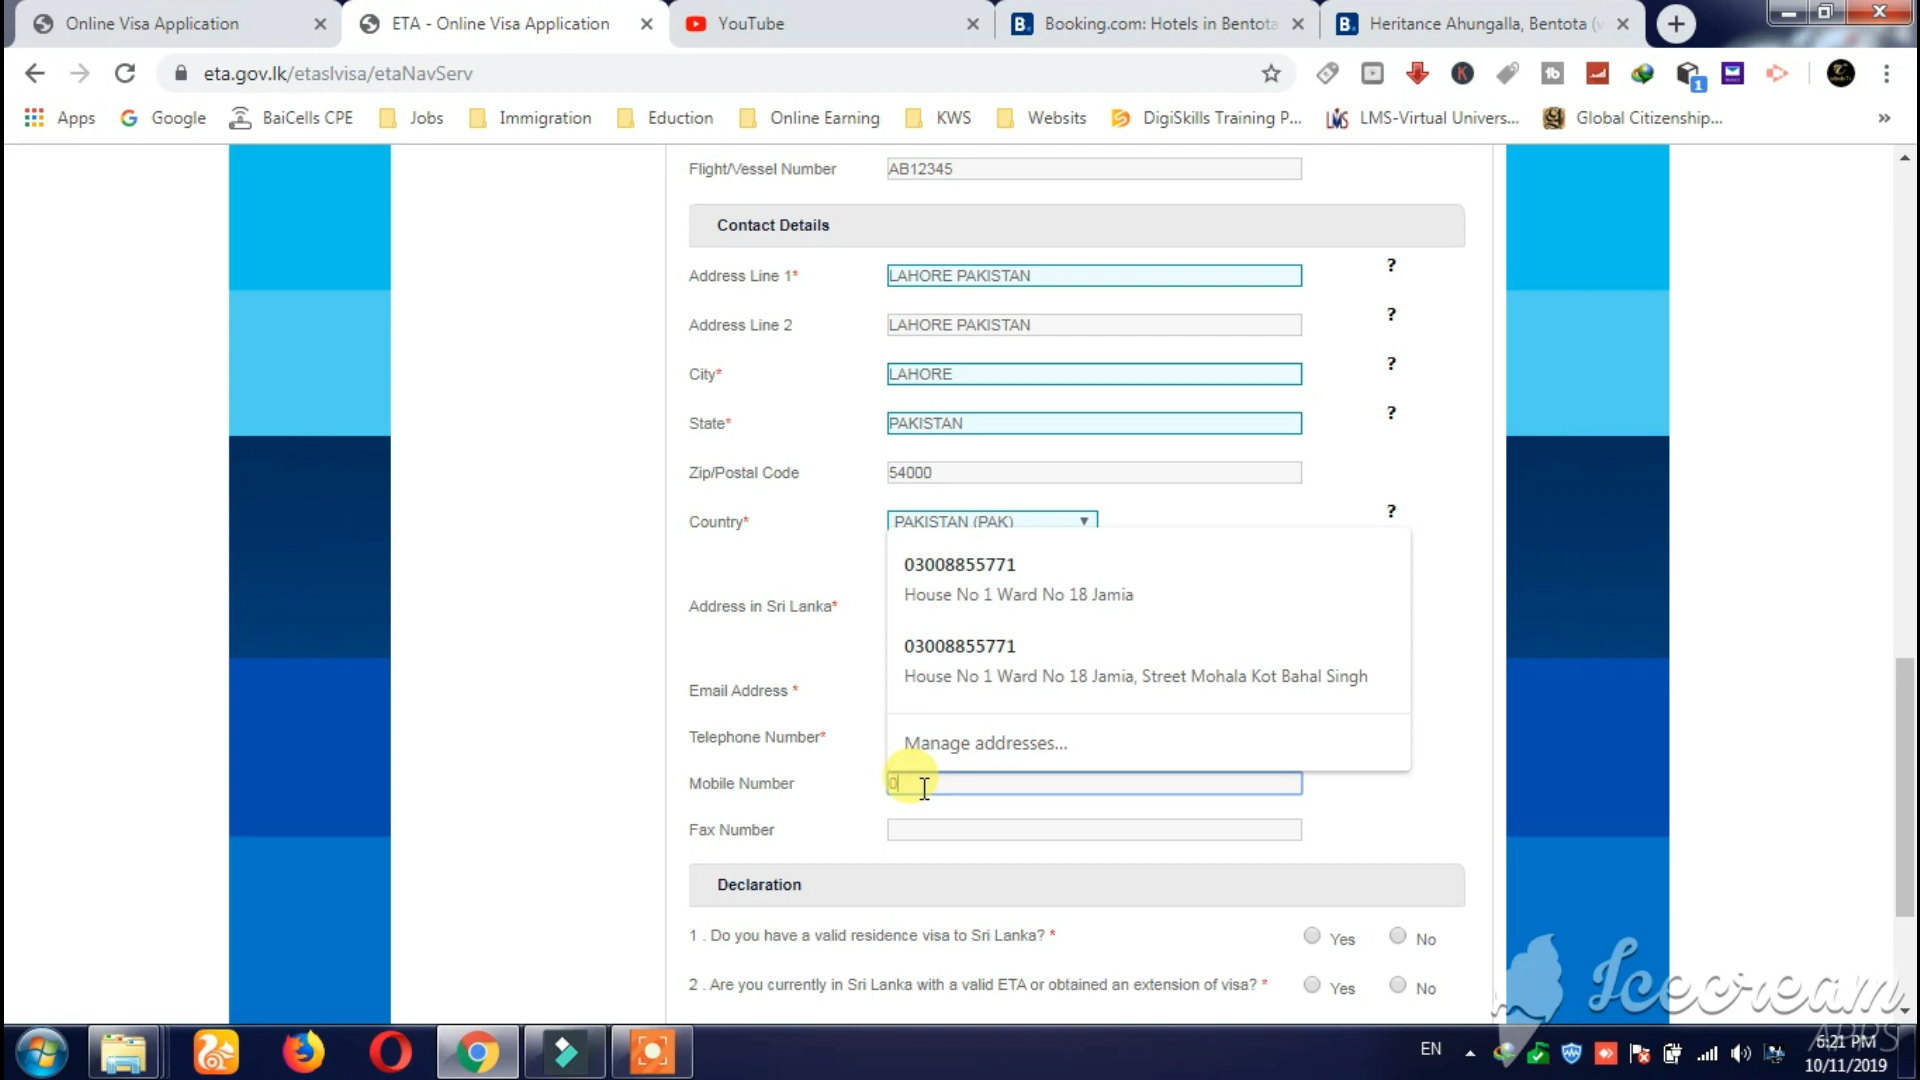 Online Visa Application
ETA - Online Visa Application
YouTube
B. Booking.com: Hotels in Bentota
B. Heritance Ahungalla, Bentota (
eta.gov.lk/etaslvisa/etaNavServ
Apps
Google
BaiCells CPE
Jobs
Immigration
Eduction
Online Earning
KWS
Website
DigiSkills Training P...
LMS-Virtual Univers...
Global Citizenship...
Flight/Vessel Number AB12345
Contact Details
Address Line 1* LAHORE PAKISTAN ?
Address Line 2 LAHORE PAKISTAN ?
City* LAHORE ?
State* PAKISTAN ?
Zip/Postal Code 54000
Country* PAKISTAN (PAK) ?
03008855771
House No 1 Ward No 18 Jamia
Address in Sri Lanka*
03008855771
House No 1 Ward No 18 Jamia, Street Mohala Kot Bahal Singh
Email Address *
Telephone Number*
Manage addresses...
Mobile Number 0
Fax Number
Declaration
1 . Do you have a valid residence visa to Sri Lanka? * Yes No
2 . Are you currently in Sri Lanka with a valid ETA or obtained an extension of visa? * Yes No
Icecream
APPS
EN
6:21 PM
10/11/2019